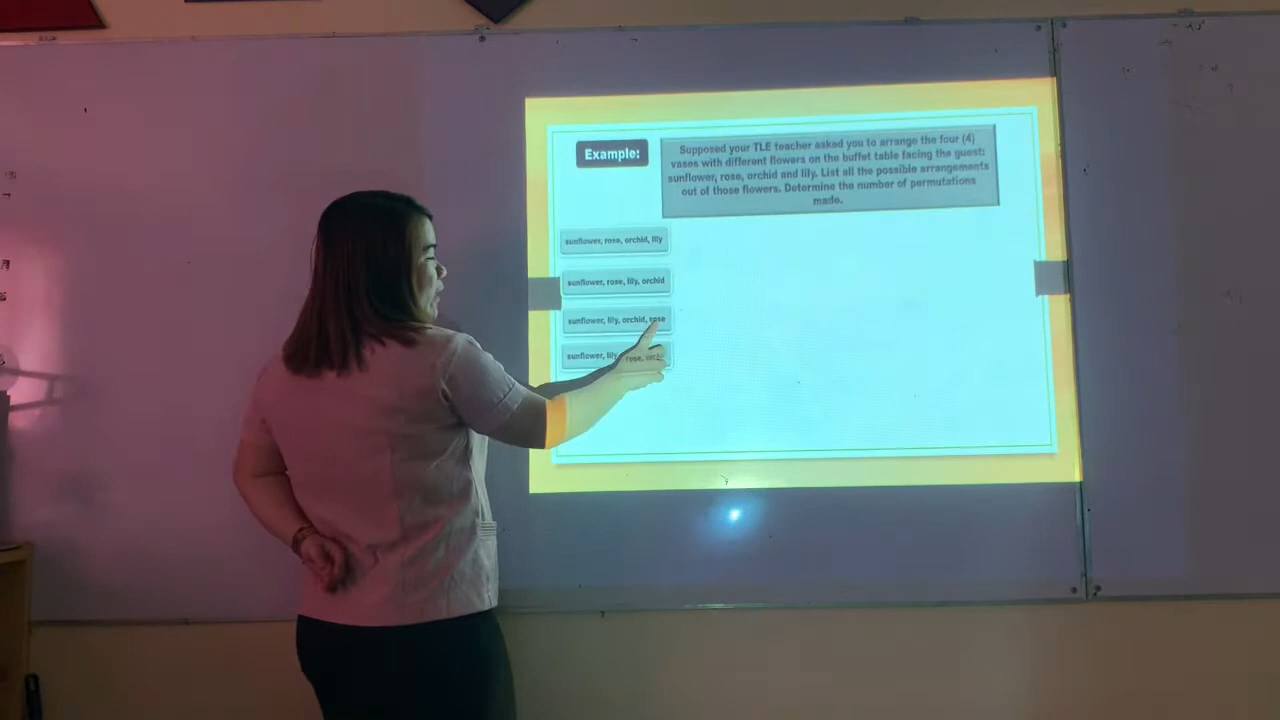 Example:
Supposed your TLE teacher asked you to arrange the four (4)
vases with different flowers on the buffet table facing the guest:
sunflower, rose, orchid and lily. List all the possible arrangements
out of those flowers. Determine the number of permutations
made.
sunflower, rose, orchid, lily
sunflower, rose, lily, orchid
sunflower, lily, orchid, rose
sunflower, lily, rose,